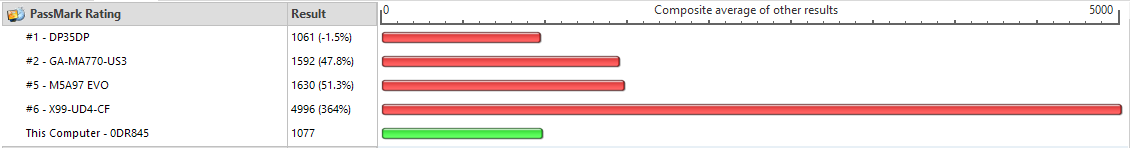 PassMark Rating Result 0 Composite average of other results 5000
#1 - DP35DP 1061 (-1.5%)
#2 - GA-MA770-US3 1592 (47.8%)
#5 - M5A97 EVO 1630 (51.3%)
#6 - X99-UD4-CF 4996 (364%)
This Computer - 0DR845 1077